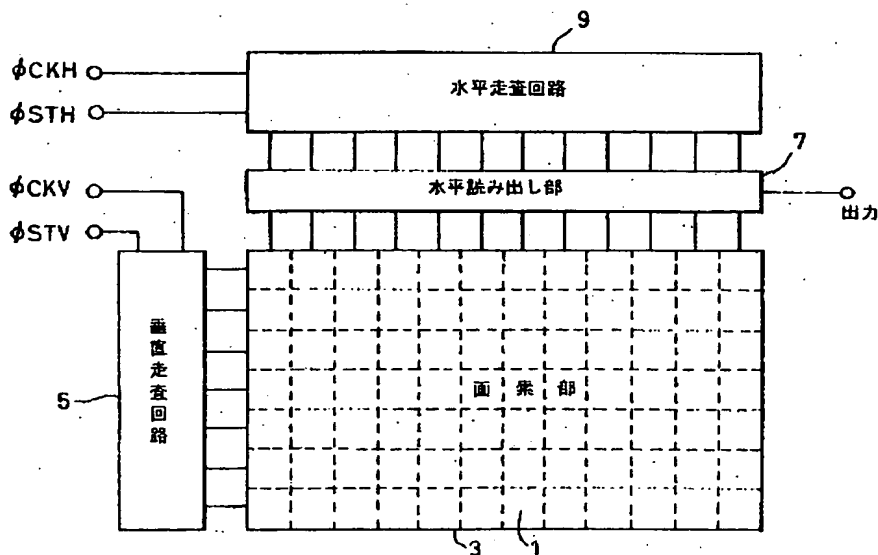 9
φCKH
水平走査回路
φSTH
7
φCKV
水平読み出し部
出力
φSTV
垂直走査回路
画素部
5
3
1